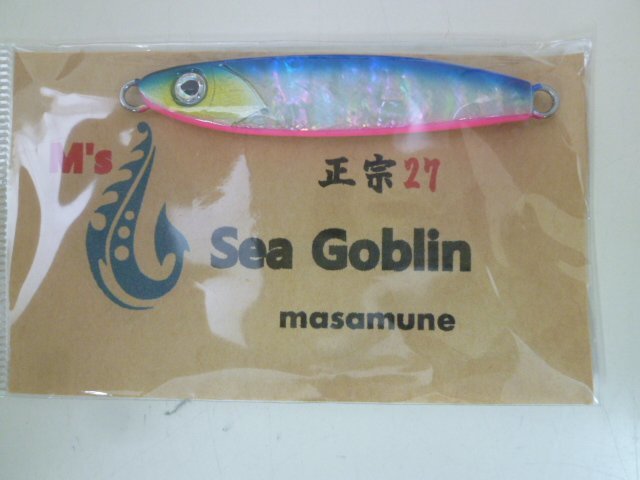 M's
正宗27
Sea Goblin
masamune